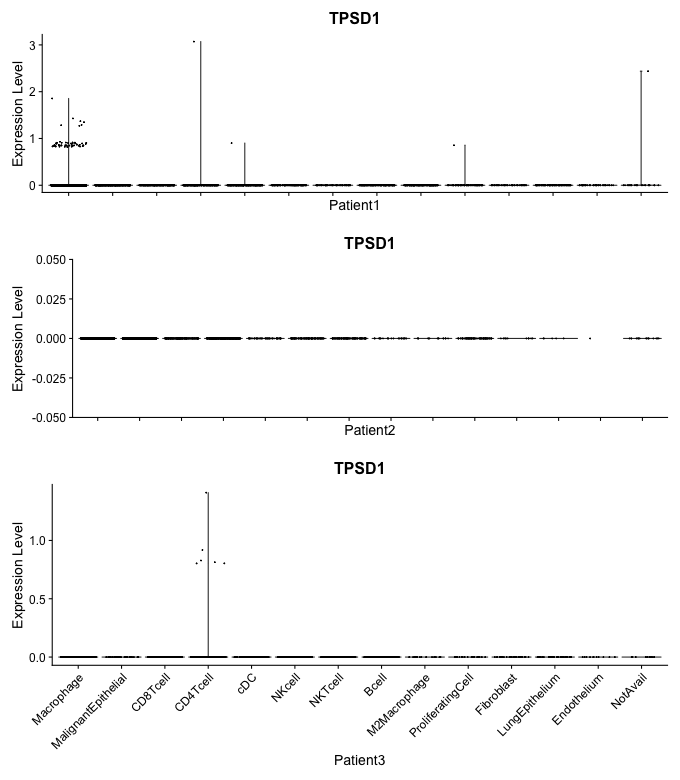 TPSD1
Expression Level
3
2
1
0
Patient1
TPSD1
Expression Level
0.050
0.025
0.000
-0.025
-0.050
Patient2
TPSD1
Expression Level
1.0
0.5
0.0
Macrophage
MalignantEpithelial
CD8Tcell
CD4Tcell
cDC
NKcell
NKTcell
Bcell
M2Macrophage
ProliferatingCell
Fibroblast
LungEpithelium
Endothelium
NotAvail
Patient3